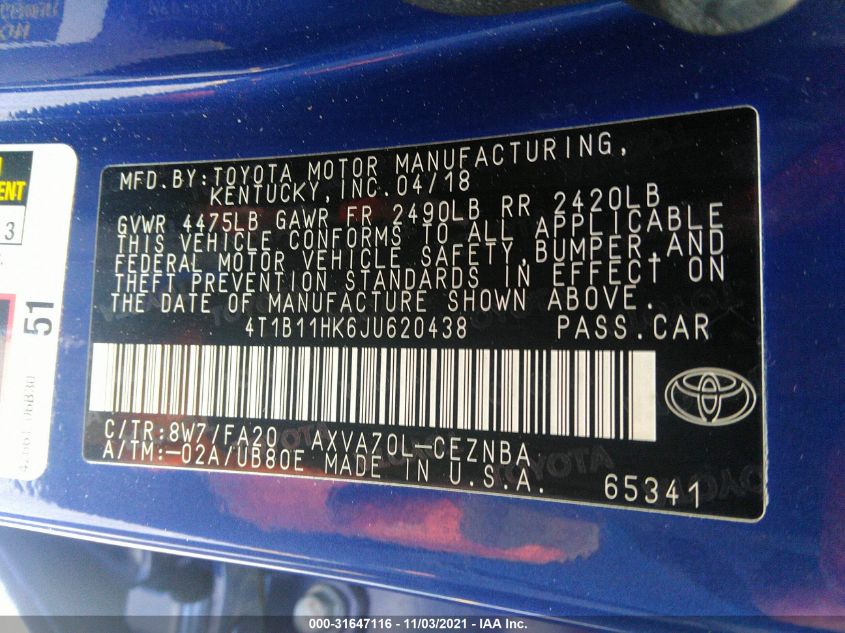 MFD.BY:TOYOTA MOTOR MANUFACTURING,
KENTUCKY,INC.04/18
GVWR 4475LB GAWR FR 2490LB RR 2420LB
THIS VEHICLE CONFORMS TO ALL APPLICABLE
FEDERAL MOTOR VEHICLE SAFETY,BUMPER,AND
THEFT PREVENTION STANDARDS IN EFFECT ON
THE DATE OF MANUFACTURE SHOWN ABOVE.
4T1B11HK6JU620438 PASS.CAR
C/TR:8W7/FA20 AXVA70L-CEZNBA
A/TM:-02A/UB80E MADE IN U.S.A.
65341
51
3
TOYOTA
000-31647116 - 11/03/2021 - IAA Inc.